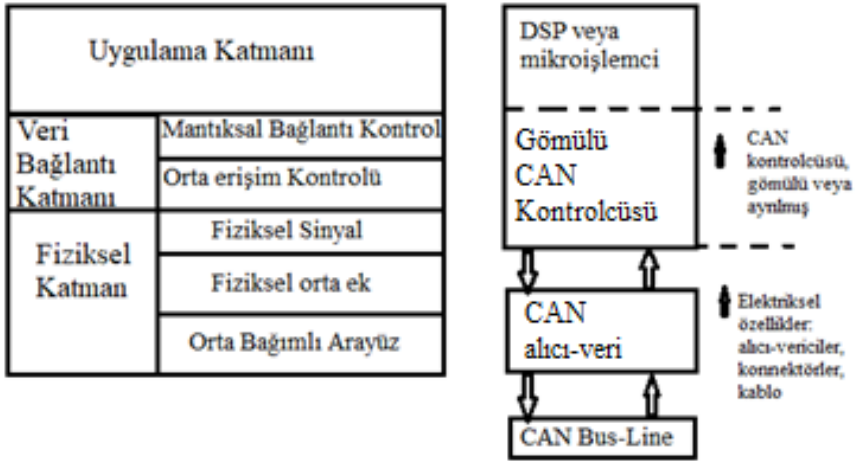 Uygulama Katmanı
Veri
Bağlantı
Katmanı
Mantıksal Bağlantı Kontrol
Orta erişim Kontrolü
Fiziksel
Katman
Fiziksel Sinyal
Fiziksel orta ek
Orta Bağımlı Arayüz
DSP veya
mikroişlemci
Gömülü
CAN
Kontrolcüsü
CAN
kontrolcüsü,
gömülü veya
ayrılmış
CAN
alıcı-veri
Elektriksel
özellikler:
alıcı-vericiler,
konnektörler,
kablo
CAN Bus-Line